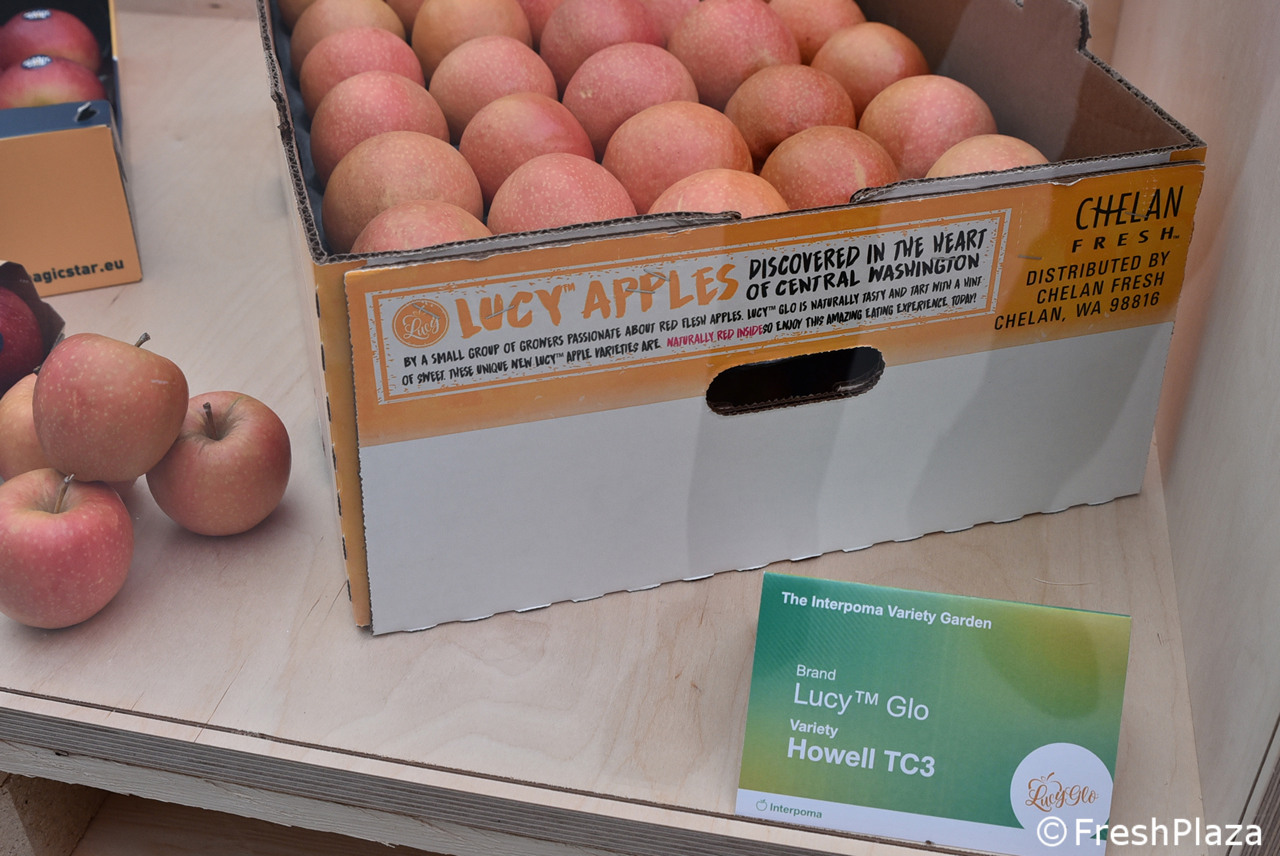 agicstar.eu
Lucy
LUCY™ APPLES
DISCOVERED IN THE HEART
OF CENTRAL WASHINGTON
BY A SMALL GROUP OF GROWERS PASSIONATE ABOUT RED FLESH APPLES. LUCY™ GLO IS NATURALLY TASTY AND TART WITH A HINT
OF SWEET. THESE UNIQUE NEW LUCY™ APPLE VARIETIES ARE. NATURALLY RED INSIDE SO ENJOY THIS AMAZING EATING EXPERIENCE TODAY!
CHELAN
FRESH™
DISTRIBUTED BY
CHELAN FRESH
CHELAN, WA 98816
The Interpoma Variety Garden
Brand
Lucy™ Glo
Variety
Howell TC3
Interpoma
LucyGlo
© FreshPlaza